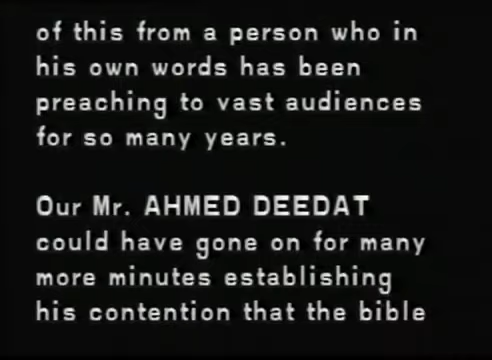 of this from a person who in
his own words has been
preaching to vast audiences
for so many years.
Our Mr. AHMED DEEDAT
could have gone on for many
more minutes establishing
his contention that the bible